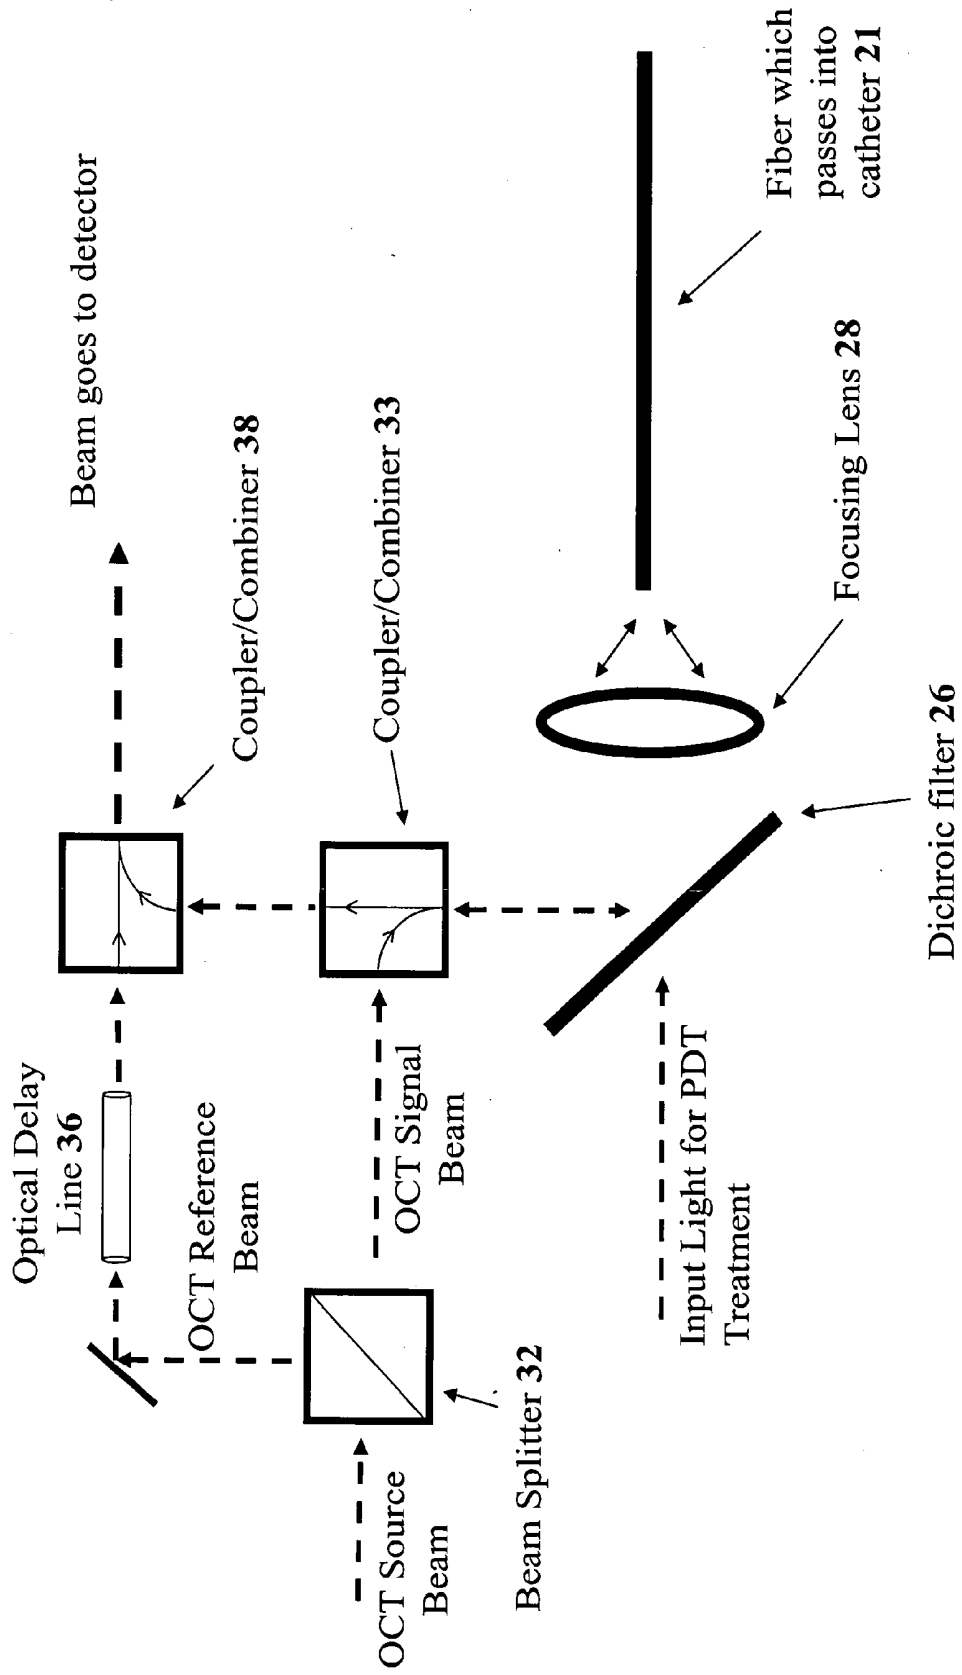 Beam goes to detector
Optical Delay
Line 36
Coupler/Combiner 38
OCT Reference
Beam
Coupler/Combiner 33
OCT Signal
Beam
OCT Source
Beam
Beam Splitter 32
Fiber which
passes into
catheter 21
Input Light for PDT
Treatment
Focusing Lens 28
Dichroic filter 26